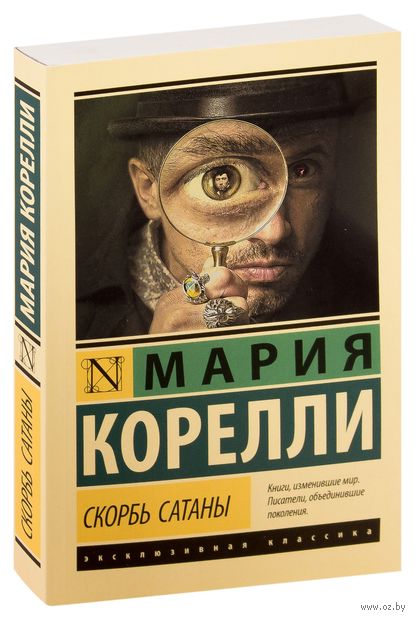 МАРИЯ КОРЕЛЛИ
N
СКОРБЬ САТАНЫ
N
МАРИЯ
КОРЕЛЛИ
СКОРБЬ САТАНЫ
Книги, изменившие мир.
Писатели, объединившие
поколения.
эксклюзивная классика
www.oz.by